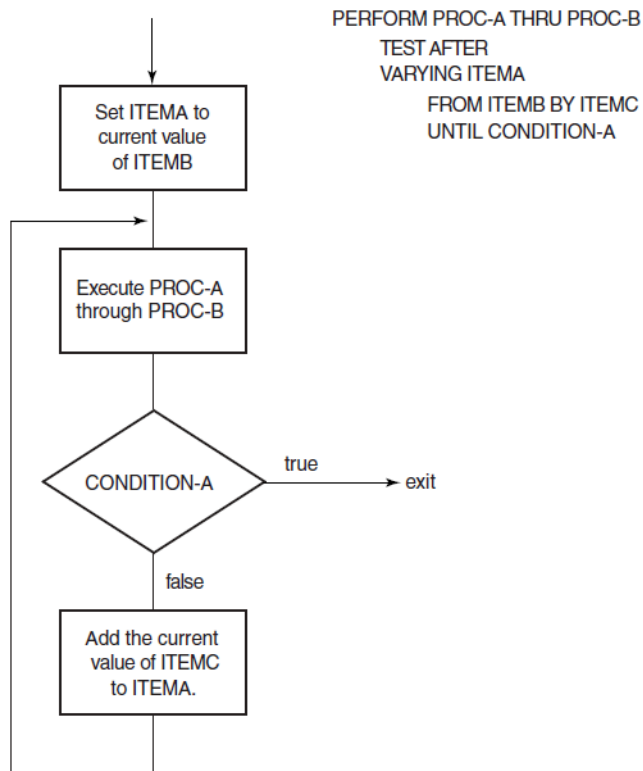 PERFORM PROC-A THRU PROC-B
TEST AFTER
VARYING ITEMA
FROM ITEMB BY ITEMC
UNTIL CONDITION-A
Set ITEMA to
current value
of ITEMB
Execute PROC-A
through PROC-B
CONDITION-A
true
exit
false
Add the current
value of ITEMC
to ITEMA.